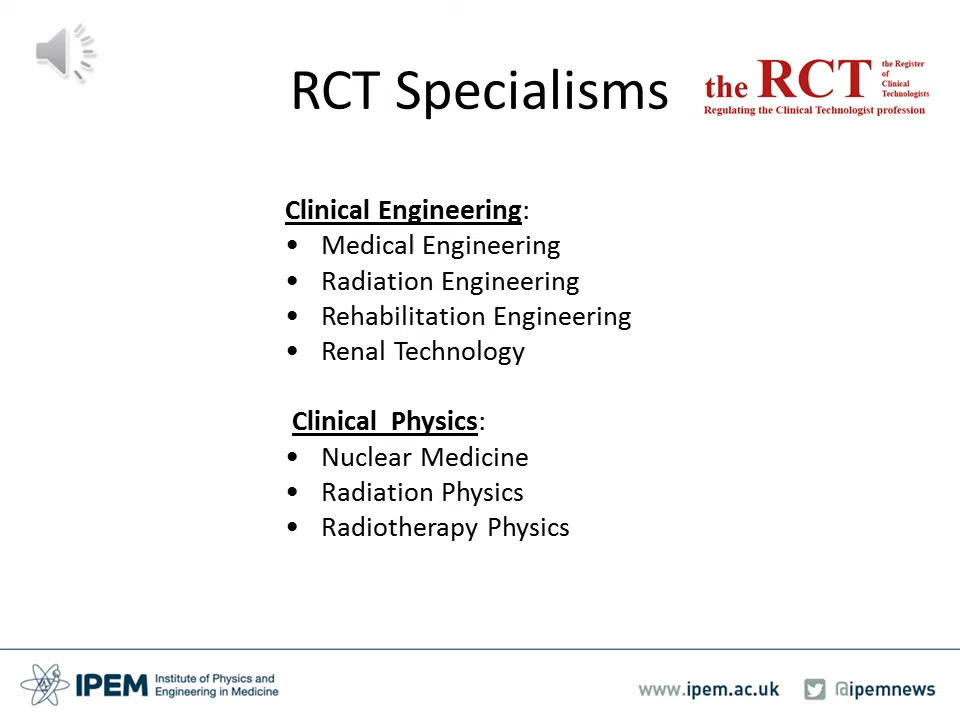 RCT Specialisms
the RCT
the Register
of
Clinical
Technologists
Regulating the Clinical Technologist profession
Clinical Engineering:
• Medical Engineering
• Radiation Engineering
• Rehabilitation Engineering
• Renal Technology
Clinical Physics:
• Nuclear Medicine
• Radiation Physics
• Radiotherapy Physics
IPEM
Institute of Physics and
Engineering in Medicine
www.ipem.ac.uk
@ipemnews